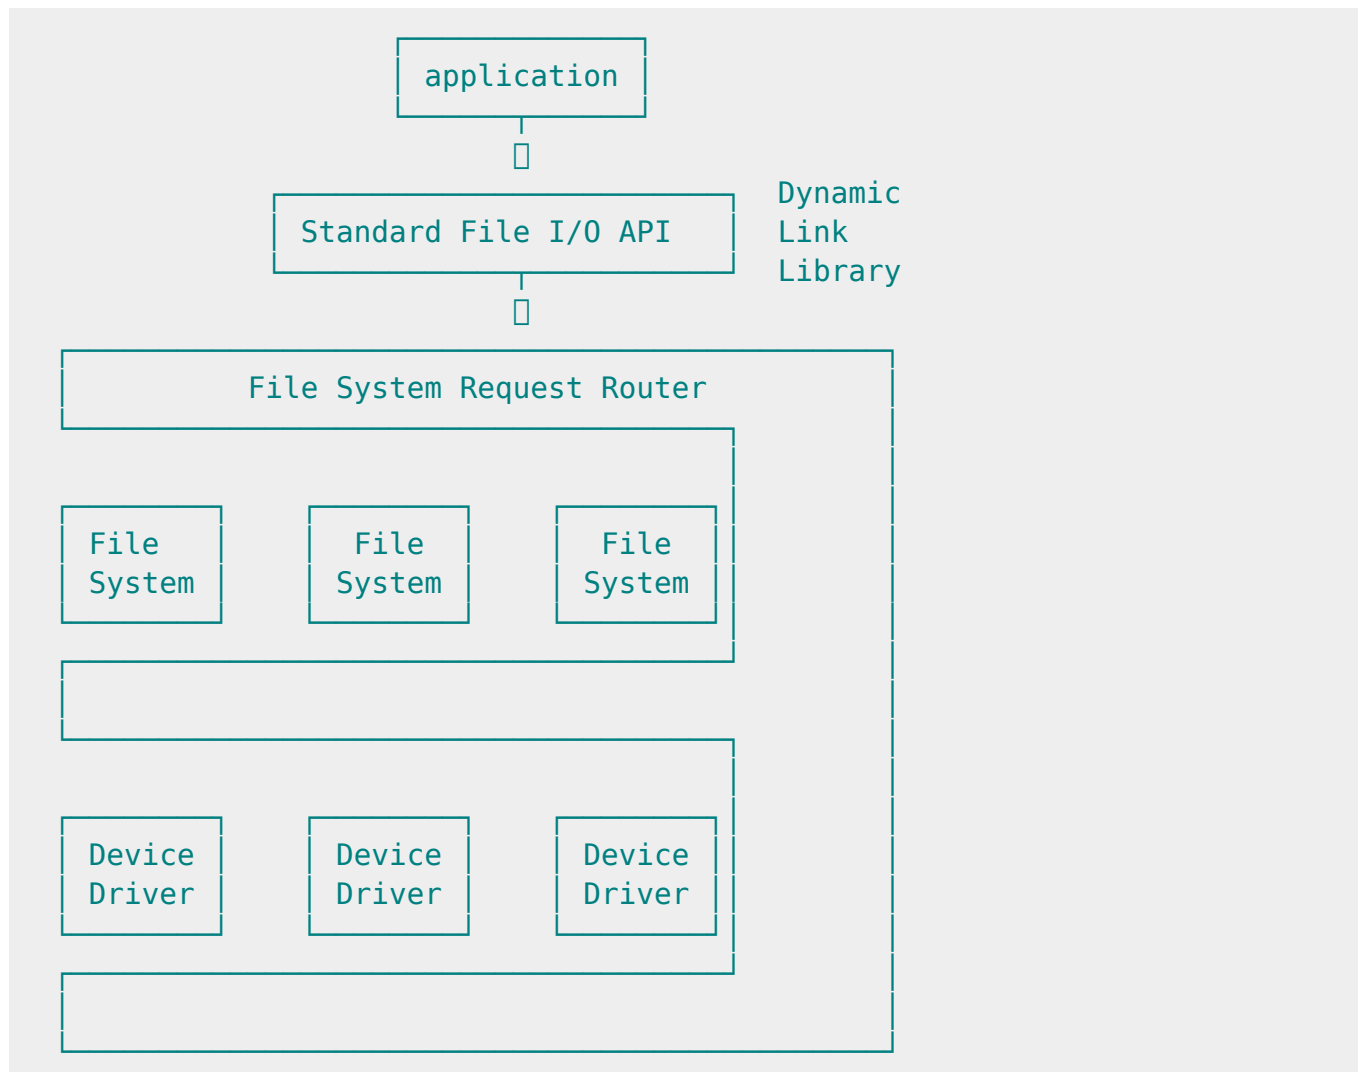 application
Dynamic
Standard File I/O API Link
Library
File System Request Router
File File File
System System System
Device Device Device
Driver Driver Driver